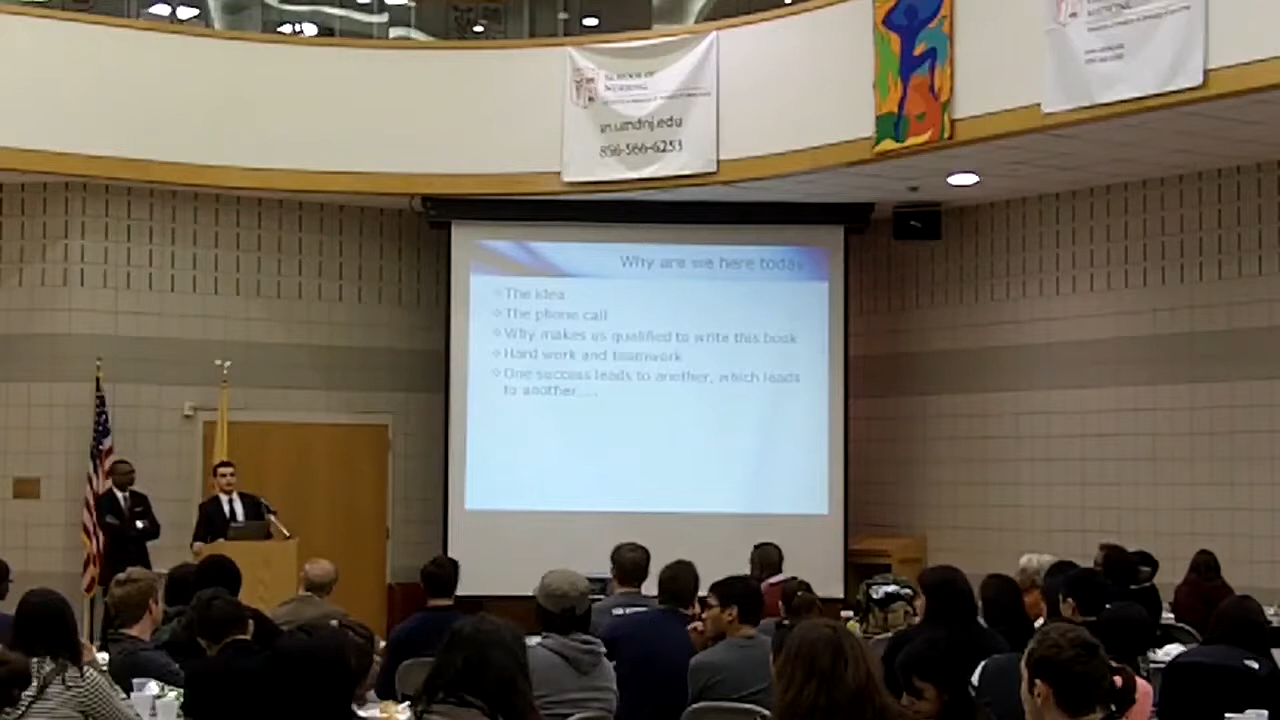 SCHOOL OF
NURSING
sn.umdnj.edu
856-566-6253
NURSING
Why are we here today
The idea
The phone call
Why makes us qualified to write this book
Hard work and teamwork
One success leads to another, which leads
to another....